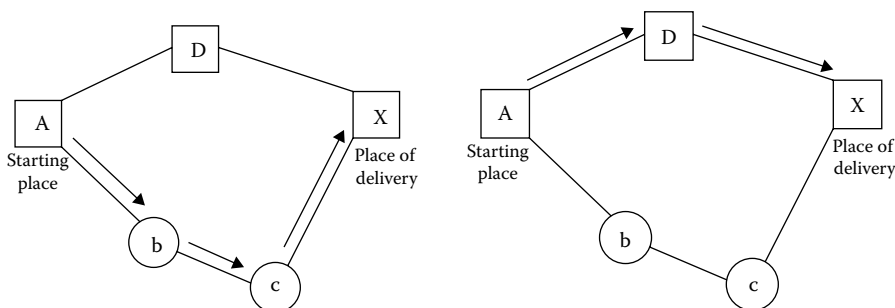 D
A
X
Starting
place
Place of
delivery
b
c
D
A
X
Starting
place
Place of
delivery
b
c